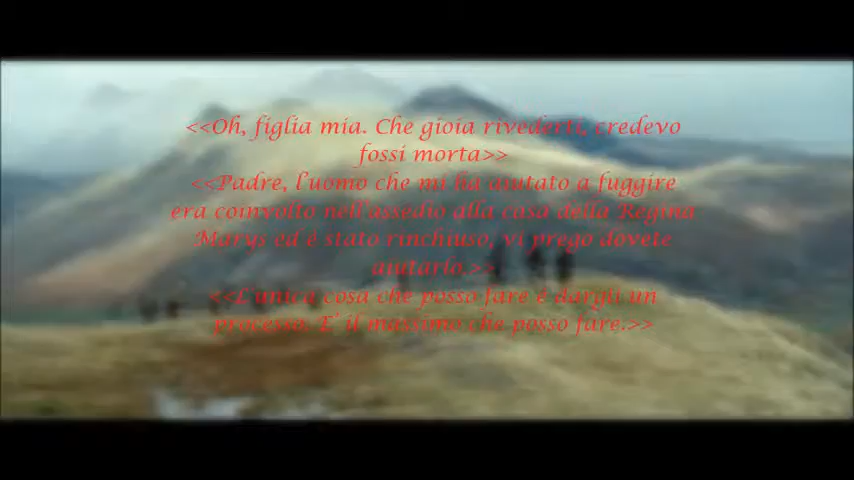 <<Oh, figlia mia. Che gioia rivederti, credevo
fossi morta>>
<<Padre, l'uomo che mi ha aiutato a fuggire
era coinvolto nell'assedio alla casa della Regina
Marys ed è stato rinchiuso, vi prego dovete
aiutarlo.>>
<<L'unica cosa che posso fare è dargli un
processo. E' il massimo che posso fare.>>